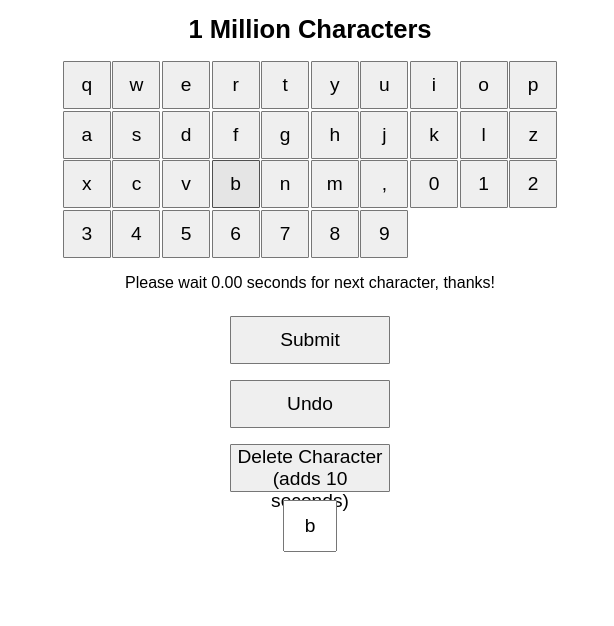 1 Million Characters
q w e r t y u i o p
a s d f g h j k l z
x c v b n m , 0 1 2
3 4 5 6 7 8 9
Please wait 0.00 seconds for next character, thanks!
Submit
Undo
Delete Character
(adds 10
seconds)
b